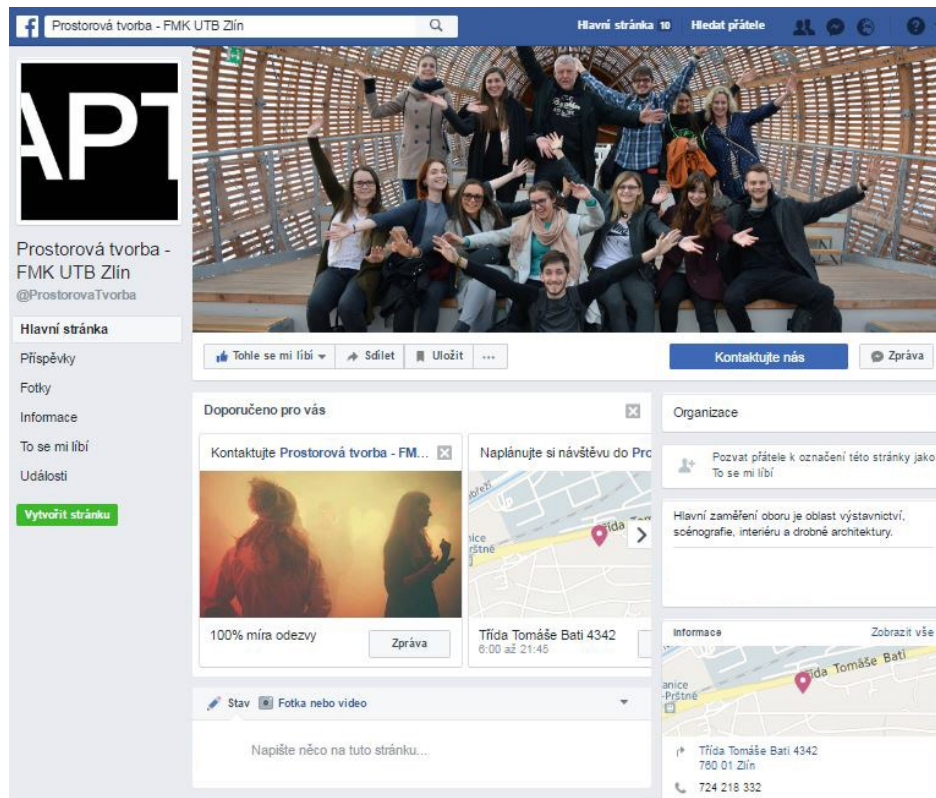 Prostorová tvorba - FMK UTB Zlín
Hlavní stránka 10 Hledat přátele
APT
Prostorová tvorba -
FMK UTB Zlín
@ProstorovaTvorba
Hlavní stránka
Příspěvky
Fotky
Informace
To se mi líbí
Události
Vytvořit stránku
Tohle se mi líbí Sdílet Uložit ...
Kontaktujte nás Zpráva
Doporučeno pro vás
Kontaktujte Prostorová tvorba - FM...
100% míra odezvy Zpráva
Naplánujte si návštěvu do Pro
Třída Tomáše Bati 4342
6:00 až 21:45
Stav Fotka nebo video
Napište něco na tuto stránku...
Organizace
Pozvat přátele k označení této stránky jako
To se mi líbí
Hlavní zaměření oboru je oblast výstavnictví,
scénografie, interiéru a drobné architektury.
Informace Zobrazit vše
řída Tomáše Bati
anice
-Prštné
Třída Tomáše Bati 4342
760 01 Zlín
724 218 332